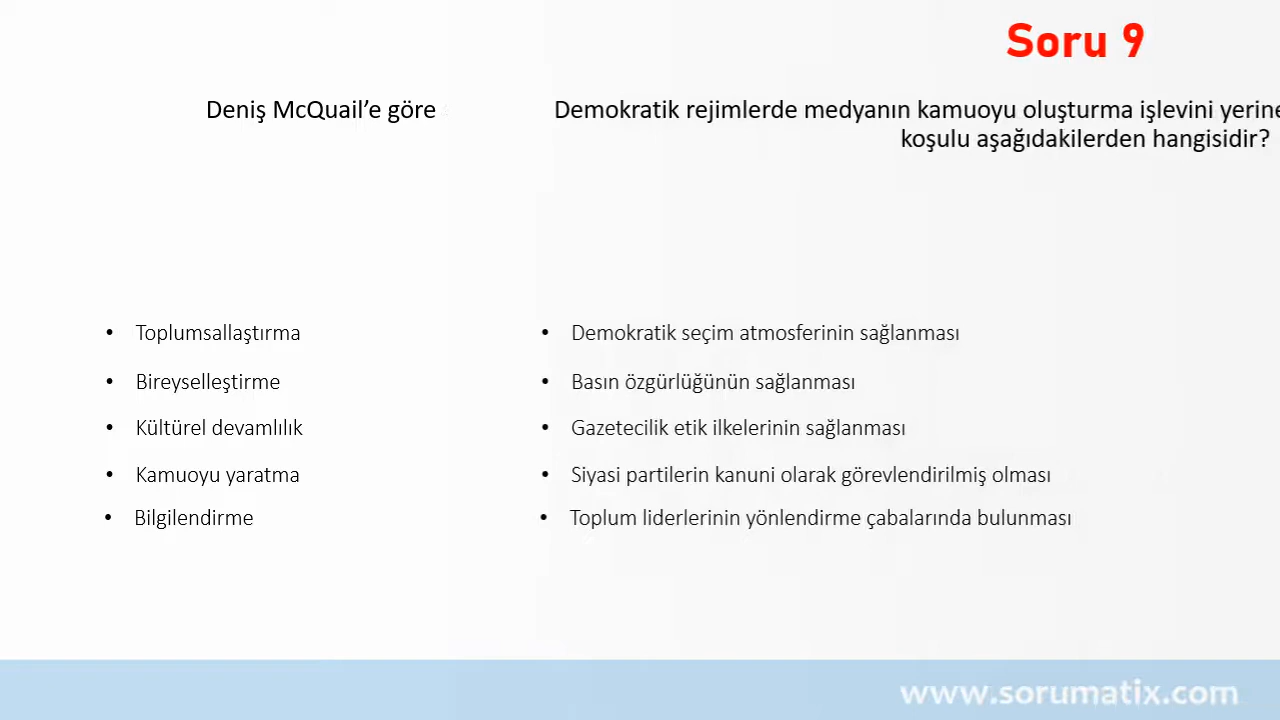 Soru 9
Deniş McQuail’e göre
Toplumsallaştırma
Bireyselleştirme
Kültürel devamlılık
Kamuoyu yaratma
Bilgilendirme
Demokratik rejimlerde medyanın kamuoyu oluşturma işlevini
koşulu aşağıdakilerden hangisidir?
Demokratik seçim atmosferinin sağlanması
Basın özgürlüğünün sağlanması
Gazetecilik etik ilkelerinin sağlanması
Siyasi partilerin kanuni olarak görevlendirilmiş olması
Toplum liderlerinin yönlendirme çabalarında bulunması
www.sorumatix.com